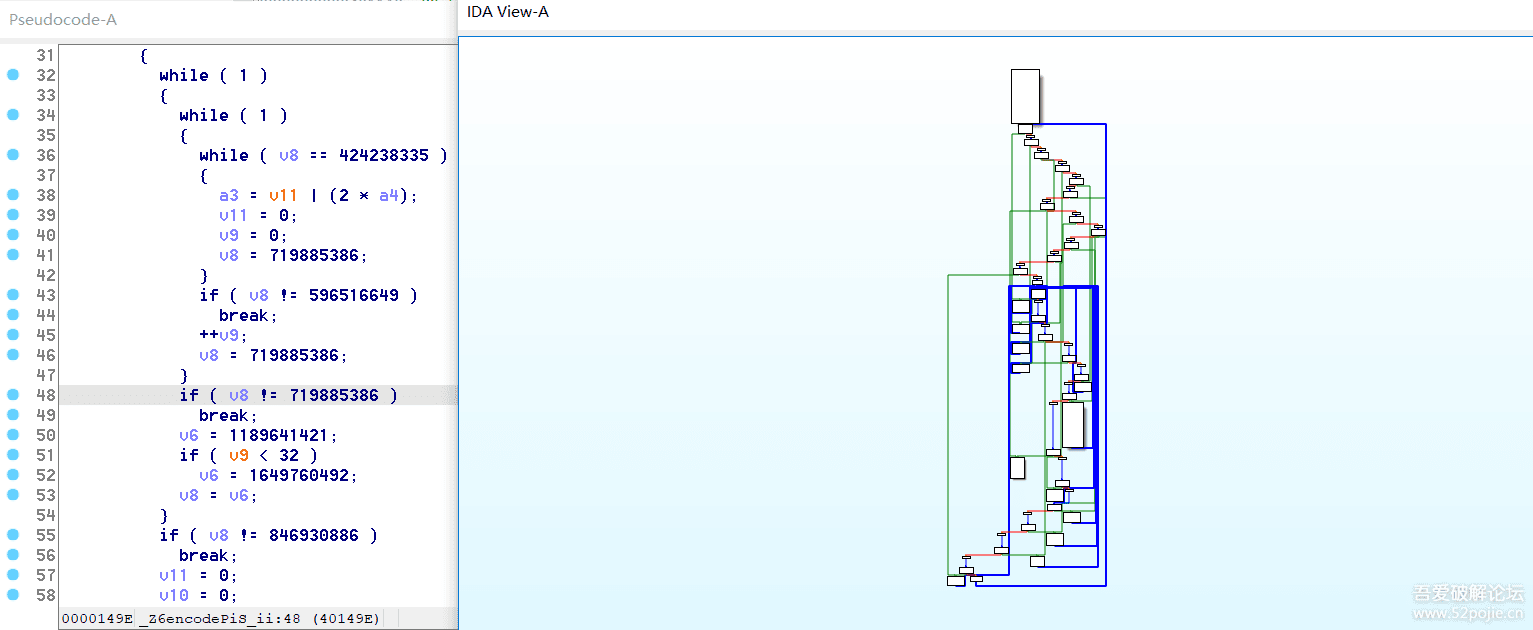 Pseudocode-A
IDA View-A
31 {
32 while ( 1 )
33 {
34 while ( 1 )
35 {
36 while ( v8 == 424238335 )
37 {
38 a3 = v11 | (2 * a4);
39 v11 = 0;
40 v9 = 0;
41 v8 = 719885386;
42 }
43 if ( v8 != 596516649 )
44 break;
45 ++v9;
46 v8 = 719885386;
47 }
48 if ( v8 != 719885386 )
49 break;
50 v6 = 1189641421;
51 if ( v9 < 32 )
52 v6 = 1649760492;
53 v8 = v6;
54 }
55 if ( v8 != 846930886 )
56 break;
57 v11 = 0;
58 v10 = 0;
0000149E _Z6encodePiS_ii:48 (40149E)
吾爱破解论坛
www.52pojie.cn